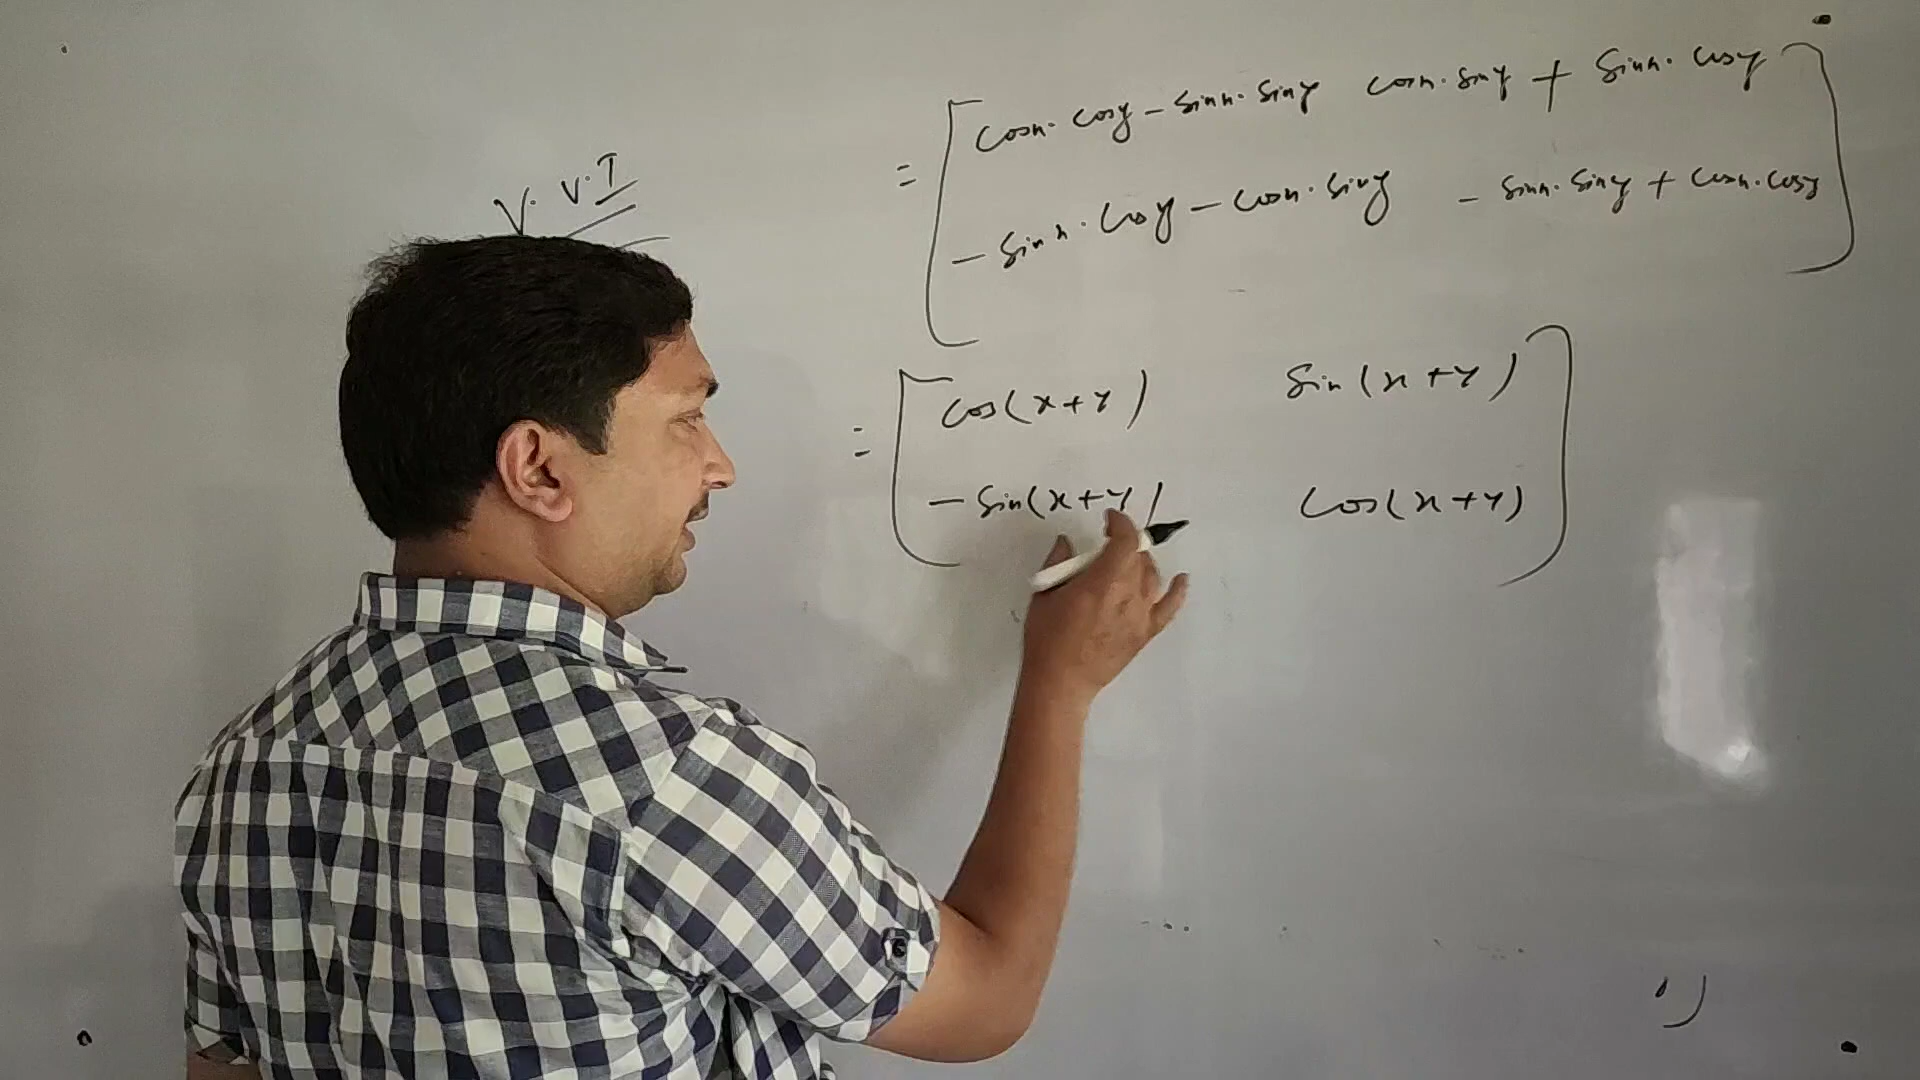 V. V. I
= [ cosx. cosy - sinx. siny cosx. siny + sinx. cosy ]
- sinx. cosy - cosx. siny - sinx. siny + cosx. cosy
= [ cos(x+y) sin(x+y) ]
- sin(x+y) cos(x+y)